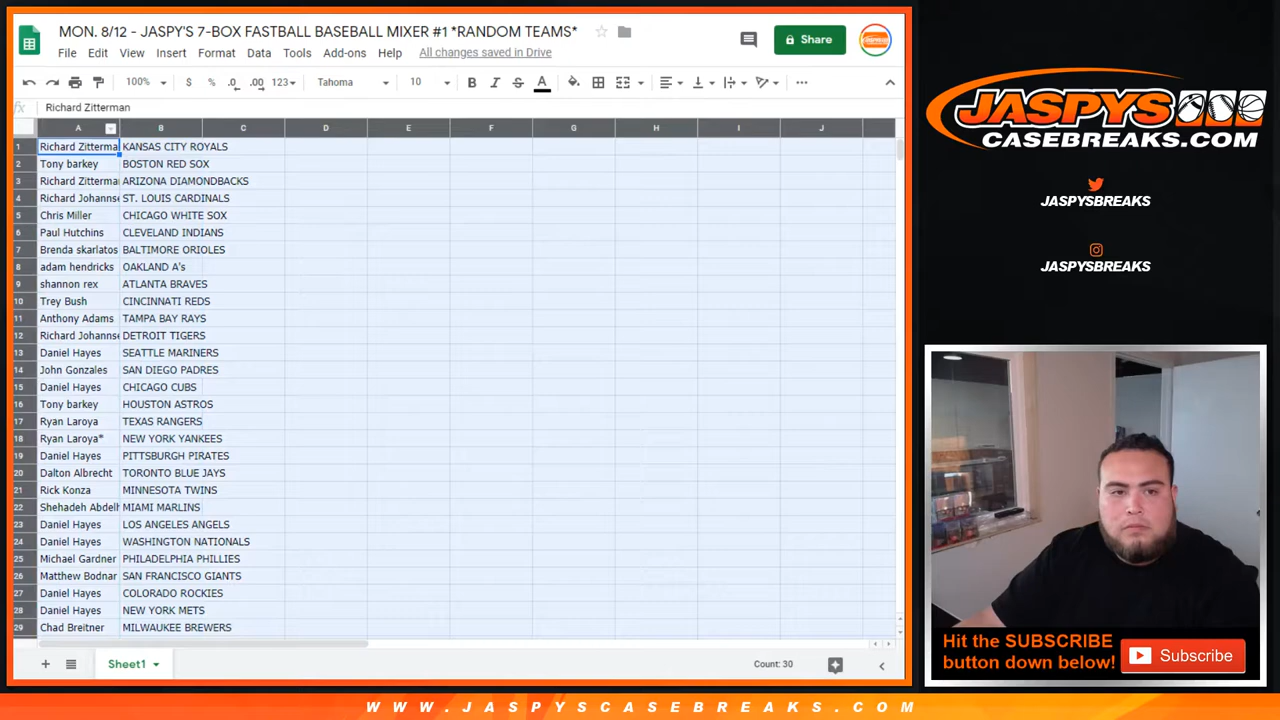 MON. 8/12 - JASPY'S 7-BOX FASTBALL BASEBALL MIXER #1 *RANDOM TEAMS*
File Edit View Insert Format Data Tools Add-ons Help All changes saved in Drive
Share
100% $ % .0 .00 123 Tahoma 10 B I S A
fx Richard Zitterman
A B C D E F G H I J
1 Richard Zitterma KANSAS CITY ROYALS
2 Tony barkey BOSTON RED SOX
3 Richard Zitterma ARIZONA DIAMONDBACKS
4 Richard Johannse ST. LOUIS CARDINALS
5 Chris Miller CHICAGO WHITE SOX
6 Paul Hutchins CLEVELAND INDIANS
7 Brenda skarlatos BALTIMORE ORIOLES
8 adam hendricks OAKLAND A's
9 shannon rex ATLANTA BRAVES
10 Trey Bush CINCINNATI REDS
11 Anthony Adams TAMPA BAY RAYS
12 Richard Johannse DETROIT TIGERS
13 Daniel Hayes SEATTLE MARINERS
14 John Gonzales SAN DIEGO PADRES
15 Daniel Hayes CHICAGO CUBS
16 Tony barkey HOUSTON ASTROS
17 Ryan Laroya TEXAS RANGERS
18 Ryan Laroya* NEW YORK YANKEES
19 Daniel Hayes PITTSBURGH PIRATES
20 Dalton Albrecht TORONTO BLUE JAYS
21 Rick Konza MINNESOTA TWINS
22 Shehadeh Abdelh MIAMI MARLINS
23 Daniel Hayes LOS ANGELES ANGELS
24 Daniel Hayes WASHINGTON NATIONALS
25 Michael Gardner PHILADELPHIA PHILLIES
26 Matthew Bodnar SAN FRANCISCO GIANTS
27 Daniel Hayes COLORADO ROCKIES
28 Daniel Hayes NEW YORK METS
29 Chad Breitner MILWAUKEE BREWERS
Sheet1 Count: 30
JASPYS
CASEBREAKS.COM
JASPYSBREAKS
JASPYSBREAKS
Hit the SUBSCRIBE
button down below!
Subscribe
WWW.JASPYSCASEBREAKS.COM